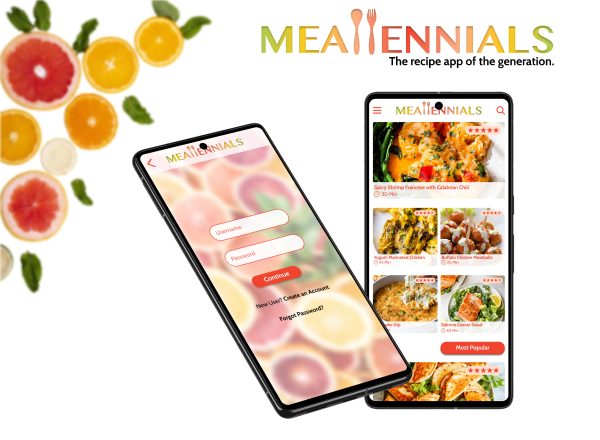 MEALLENNIALS
The recipe app of the generation.
MEALLENNIALS
Username
Password
Continue
New User? Create an Account
Forgot Password?
MEALLENNIALS
Spicy Shrimp Francese with Calabrian Chili
30 Min
Yogurt-Marinated Chicken
Buffalo Chicken Meatballs
45 Min
30 Min
Dip
Salmon Caesar Salad
Most Popular